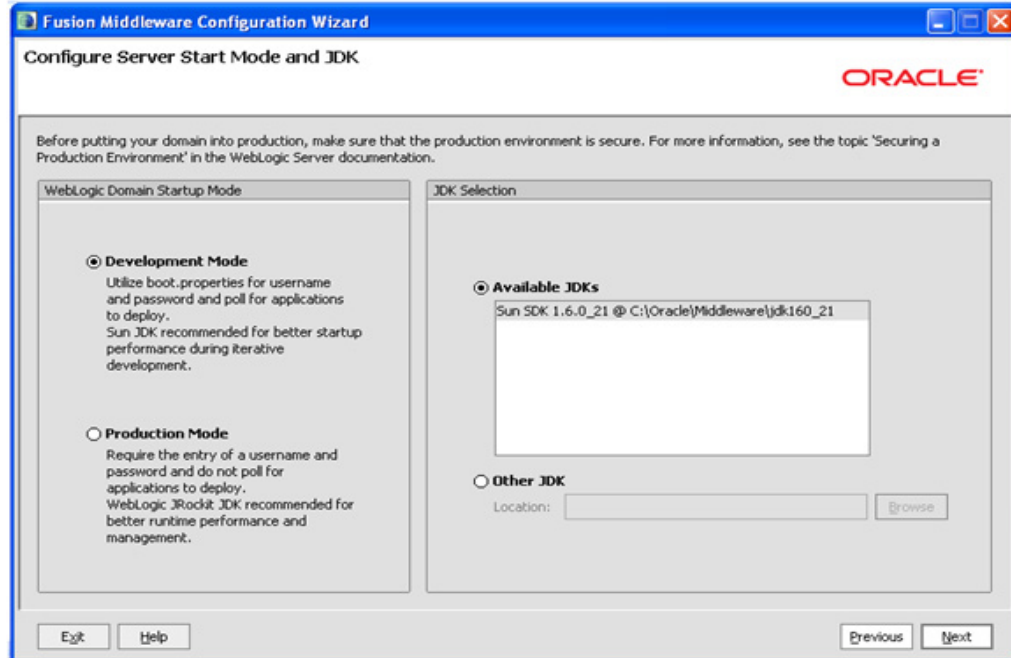 Fusion Middleware Configuration Wizard
Configure Server Start Mode and JDK
ORACLE
Before putting your domain into production, make sure that the production environment is secure. For more information, see the topic 'Securing a
Production Environment' in the WebLogic Server documentation.
WebLogic Domain Startup Mode
Development Mode
Utilize boot.properties for username
and password and poll for applications
to deploy.
Sun JDK recommended for better startup
performance during iterative
development.
Production Mode
Require the entry of a username and
password and do not poll for
applications to deploy.
WebLogic JRockit JDK recommended for
better runtime performance and
management.
JDK Selection
Available JDKs
Sun SDK 1.6.0_21 @ C:\Oracle\Middleware\jdk160_21
Other JDK
Location:
Browse
Exit
Help
Previous
Next